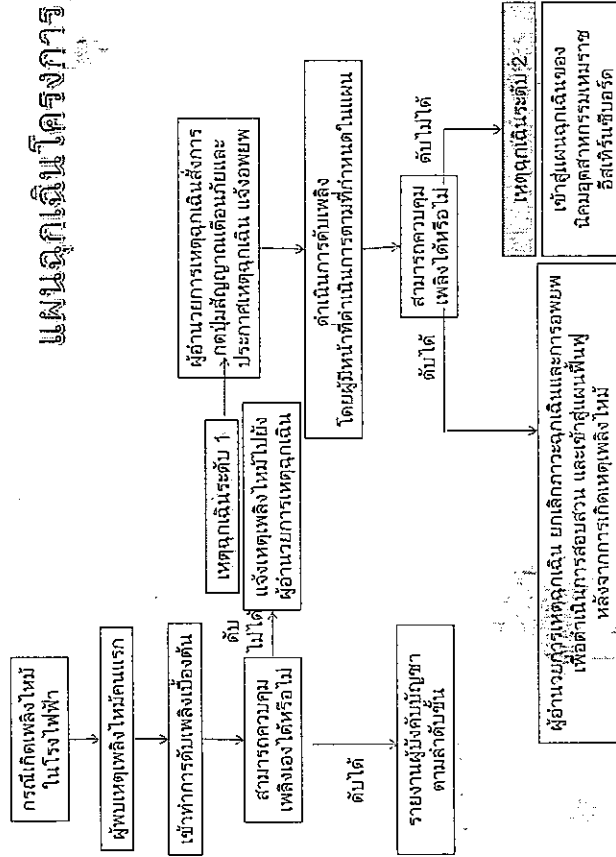 แผนฉุกเฉินโครงการ
กรณีเกิดเพลิงไหม้
ในโรงไฟฟ้า
ผู้พบเหตุเพลิงไหม้คนแรก
เข้าทำการดับเพลิงเบื้องต้น
สามารถควบคุม
เพลิงเองได้หรือไม่
ดับได้
รายงานผู้บังคับบัญชา
ตามลำดับชั้น
ดับ
ไม่ได้
แจ้งเหตุเพลิงไหม้ไปยัง
ผู้อำนวยการเหตุฉุกเฉิน
เหตุฉุกเฉินระดับ 1
ผู้อำนวยการเหตุฉุกเฉินสั่งการ
กดปุ่มสัญญาณเตือนภัยและ
ประกาศเหตุฉุกเฉิน แจ้งอพยพ
ดำเนินการดับเพลิง
โดยผู้มีหน้าที่ดำเนินการตามที่กำหนดในแผน
สามารถควบคุม
เพลิงได้หรือไม่
ดับได้
ดับไม่ได้
ผู้อำนวยการเหตุฉุกเฉิน ยกเลิกภาวะฉุกเฉินและการอพยพ
เพื่อดำเนินการสอบสวน และเข้าสู่แผนฟื้นฟู
หลังจากการเกิดเหตุเพลิงไหม้
เหตุฉุกเฉินระดับ 2
เข้าสู่แผนฉุกเฉินของ
นิคมอุตสาหกรรมเหมราช
อีสเทิร์นซีบอร์ด